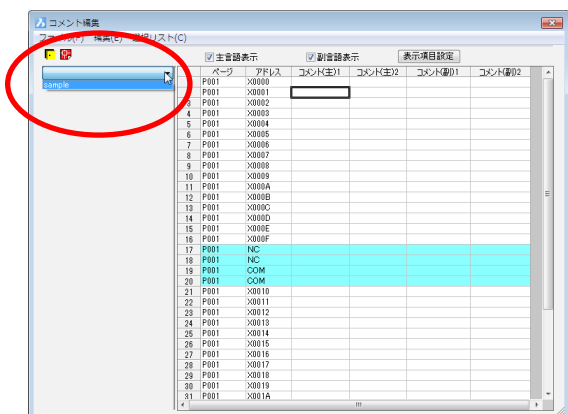 コメント編集
ファイル(F) 編集(E) 登録リスト(C)
主言語表示 副言語表示 表示項目設定
sample
ページ アドレス コメント(主)1 コメント(主)2 コメント(副)1 コメント(副)2
P001 X0000
P001 X0001
3 P001 X0002
4 P001 X0003
5 P001 X0004
6 P001 X0005
7 P001 X0006
8 P001 X0007
9 P001 X0008
10 P001 X0009
11 P001 X000A
12 P001 X000B
13 P001 X000C
14 P001 X000D
15 P001 X000E
16 P001 X000F
17 P001 NC
18 P001 NC
19 P001 COM
20 P001 COM
21 P001 X0010
22 P001 X0011
23 P001 X0012
24 P001 X0013
25 P001 X0014
26 P001 X0015
27 P001 X0016
28 P001 X0017
29 P001 X0018
30 P001 X0019
31 P001 X001A